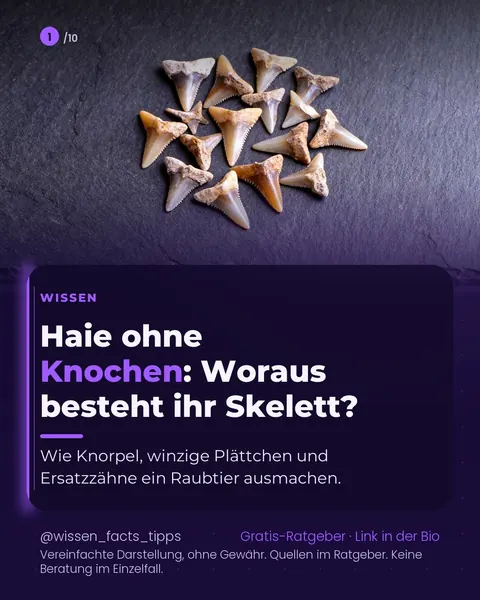 1 /10
WISSEN
Haie ohne
Knochen: Woraus
besteht ihr Skelett?
Wie Knorpel, winzige Plättchen und
Ersatzzähne ein Raubtier ausmachen.
@wissen_facts_tipps Gratis-Ratgeber · Link in der Bio
Vereinfachte Darstellung, ohne Gewähr. Quellen im Ratgeber. Keine
Beratung im Einzelfall.